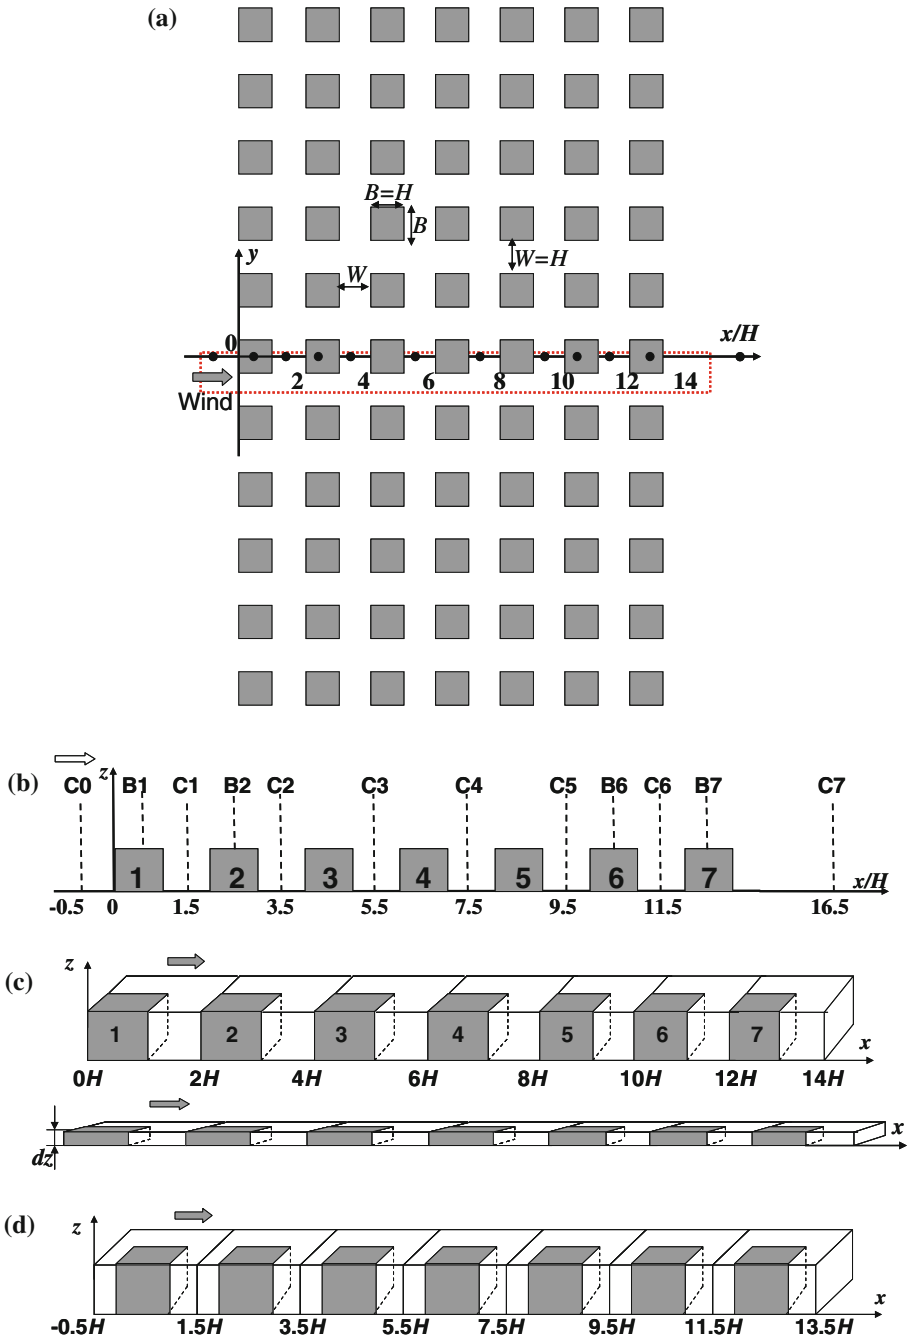 (a)
B=H
B
W=H
y
W
0
x/H
2 4 6 8 10 12 14
Wind
(b)
z
C0 B1 C1 B2 C2 C3 C4 C5 B6 C6 B7 C7
1 2 3 4 5 6 7
x/H
-0.5 0 1.5 3.5 5.5 7.5 9.5 11.5 16.5
(c)
z
1 2 3 4 5 6 7
x
0H 2H 4H 6H 8H 10H 12H 14H
x
dz
(d)
z
x
-0.5H 1.5H 3.5H 5.5H 7.5H 9.5H 11.5H 13.5H